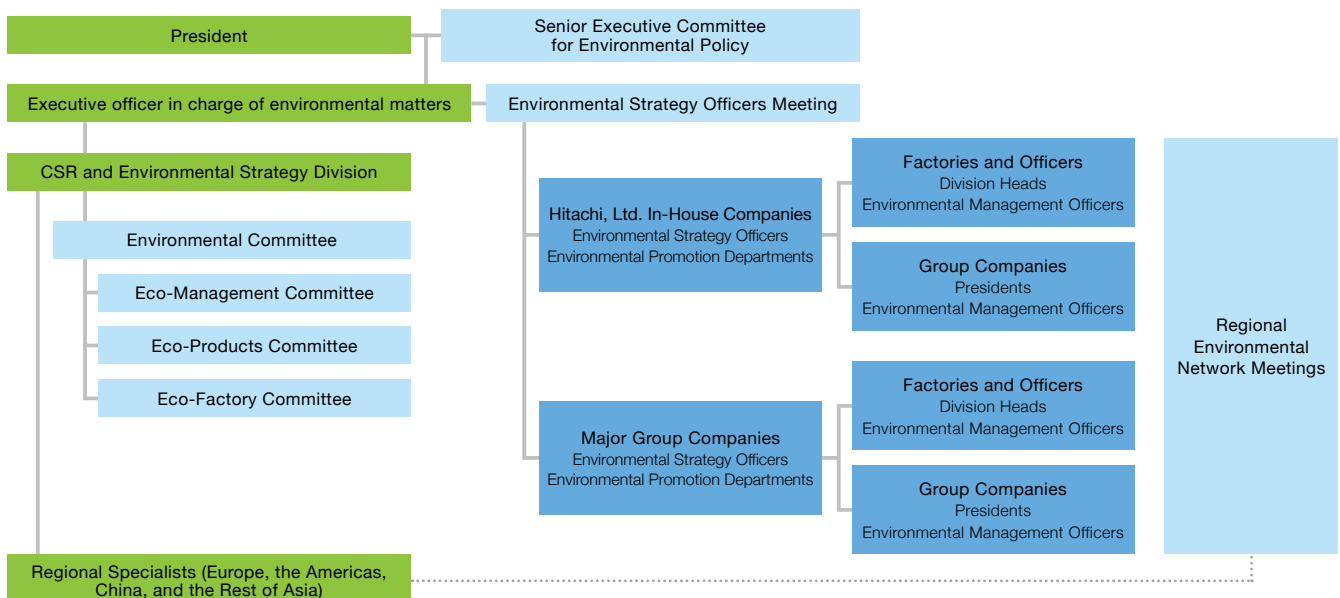 President
Senior Executive Committee
for Environmental Policy
Executive officer in charge of environmental matters
Environmental Strategy Officers Meeting
CSR and Environmental Strategy Division
Environmental Committee
Eco-Management Committee
Eco-Products Committee
Eco-Factory Committee
Hitachi, Ltd. In-House Companies
Environmental Strategy Officers
Environmental Promotion Departments
Factories and Officers
Division Heads
Environmental Management Officers
Group Companies
Presidents
Environmental Management Officers
Major Group Companies
Environmental Strategy Officers
Environmental Promotion Departments
Factories and Officers
Division Heads
Environmental Management Officers
Group Companies
Presidents
Environmental Management Officers
Regional
Environmental
Network Meetings
Regional Specialists (Europe, the Americas,
China, and the Rest of Asia)